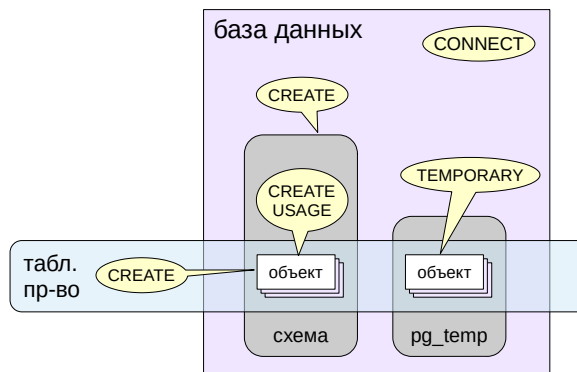 база данных
CONNECT
CREATE
CREATE
USAGE
TEMPORARY
табл.
пр-во
CREATE
объект
объект
схема
pg_temp